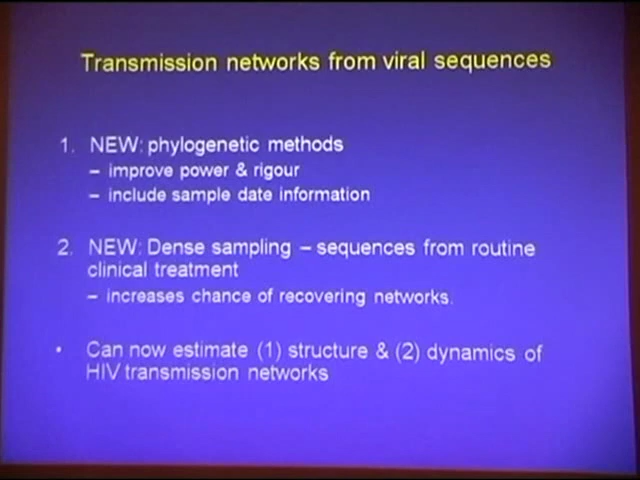 Transmission networks from viral sequences
1. NEW: phylogenetic methods
– improve power & rigour
– include sample date information
2. NEW: Dense sampling – sequences from routine
clinical treatment
– increases chance of recovering networks.
• Can now estimate (1) structure & (2) dynamics of
HIV transmission networks